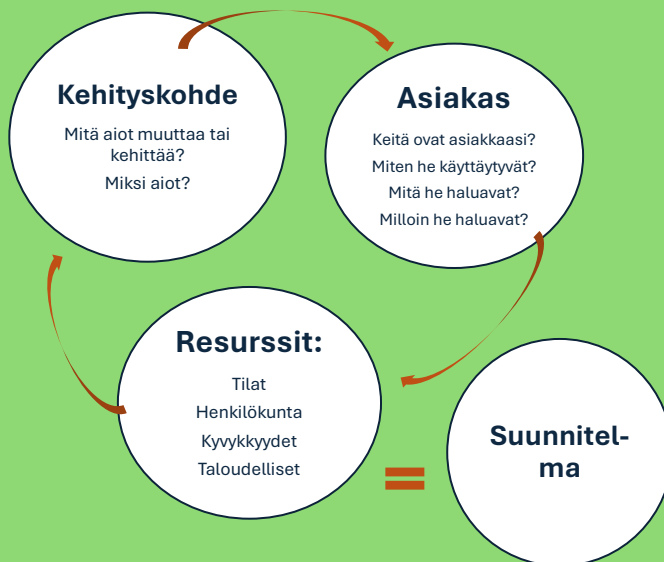 Kehityskohde
Mitä aiot muuttaa tai
kehittää?
Miksi aiot?
Asiakas
Keitä ovat asiakkaasi?
Miten he käyttäytyvät?
Mitä he haluavat?
Milloin he haluavat?
Resurssit:
Tilat
Henkilökunta
Kyvykkyydet
Taloudelliset
=
Suunnitel-
ma